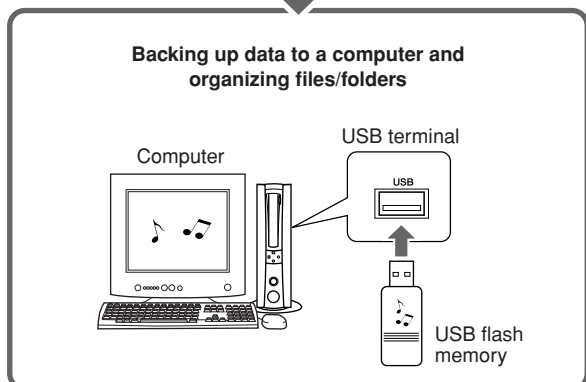 Backing up data to a computer and
organizing files/folders
USB terminal
Computer
USB
USB flash
memory